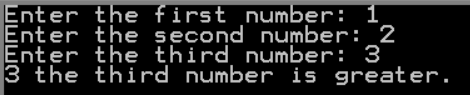 Enter the first number: 1
Enter the second number: 2
Enter the third number: 3
3 the third number is greater.